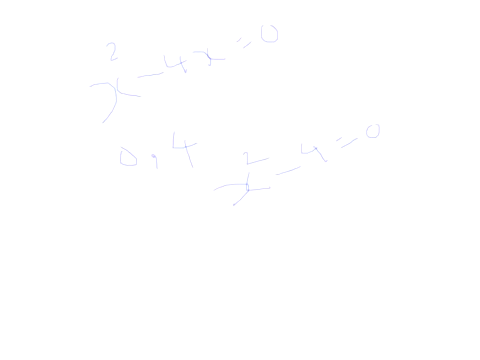 x² - 4x = 0
0, 4
x² - 4 = 0